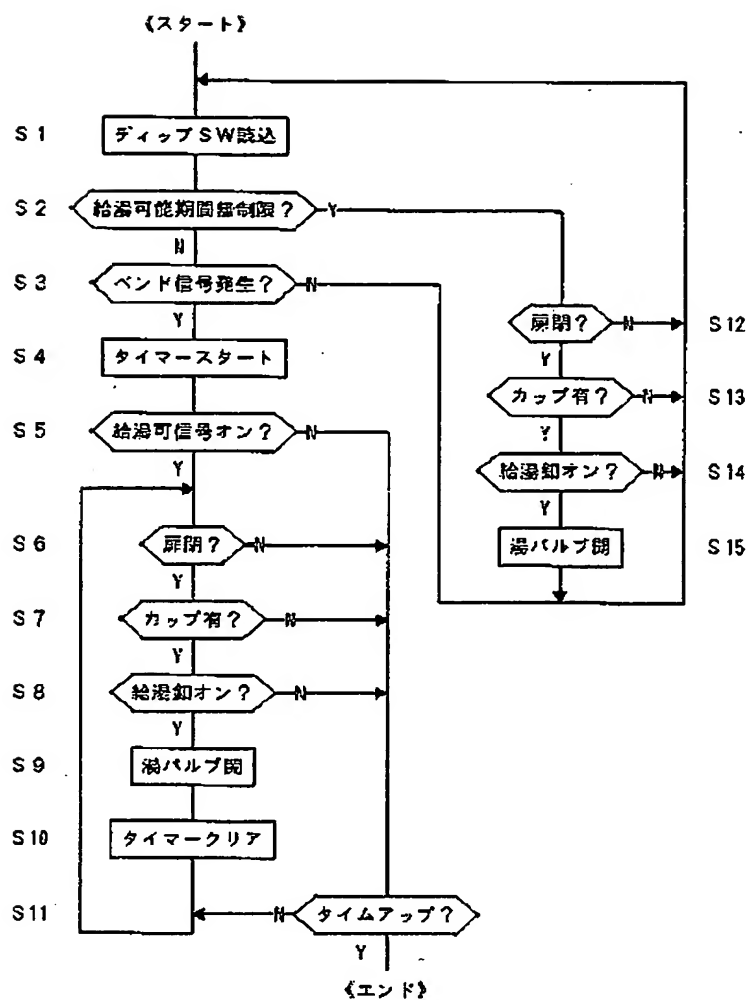 《スタート》
S1 ディップSW読込
S2 給湯可能期間無制限? Y
N
S3 ベンド信号発生? N
Y
S4 タイマースタート
S5 給湯可信号オン? N
Y
S6 扉閉? N
Y
S7 カップ有? N
Y
S8 給湯釦オン? N
Y
S9 湯バルブ開
S10 タイマークリア
S11 N タイムアップ?
Y
《エンド》
扉閉? N S12
Y
カップ有? N S13
Y
給湯釦オン? N S14
Y
湯バルブ開 S15